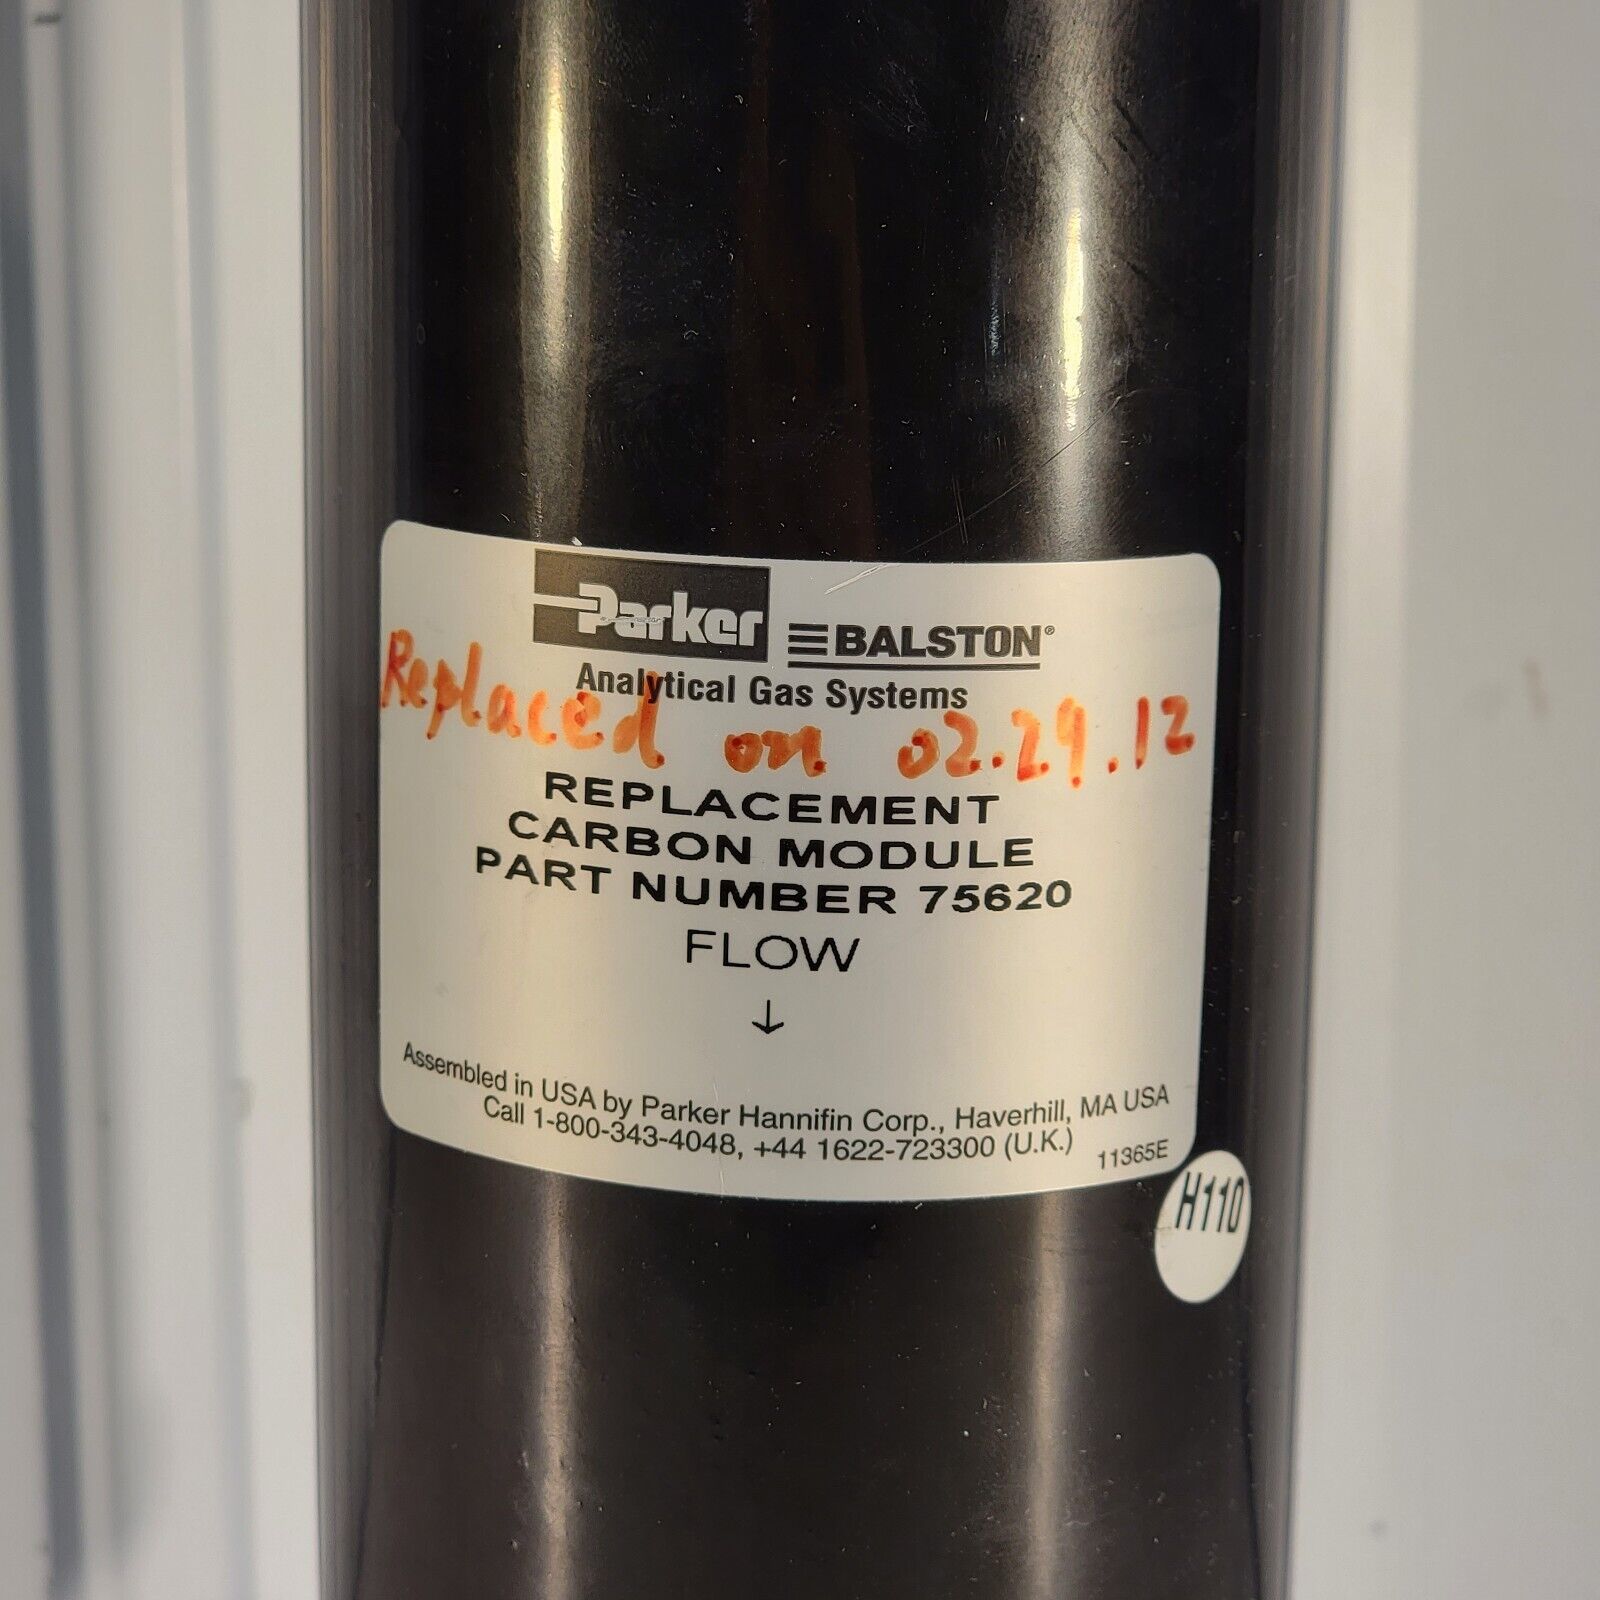 Parker BALSTON®
Analytical Gas Systems
Replaced on 02.29.12
REPLACEMENT
CARBON MODULE
PART NUMBER 75620
FLOW
↓
Assembled in USA by Parker Hannifin Corp., Haverhill, MA USA
Call 1-800-343-4048, +44 1622-723300 (U.K.) 11365E
H110